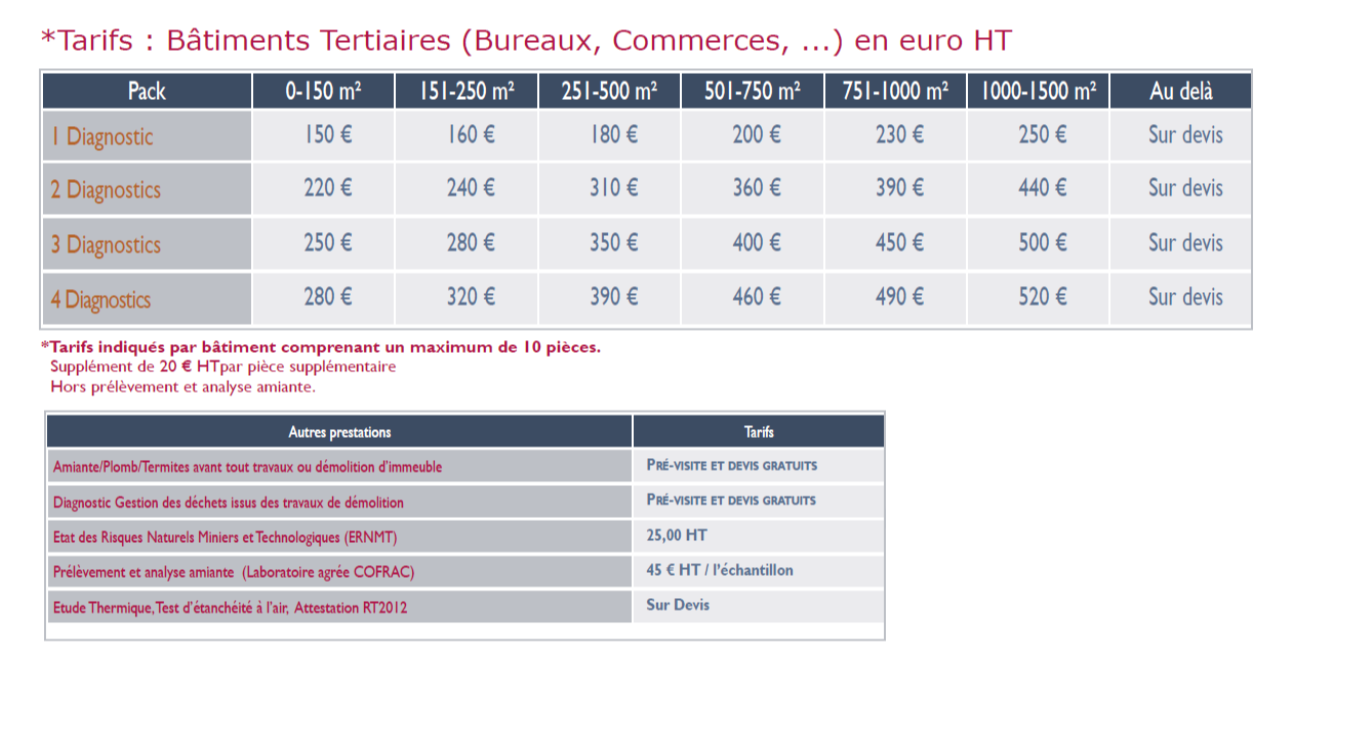 *Tarifs : Bâtiments Tertiaires (Bureaux, Commerces, ...) en euro HT
Pack 0-150 m² 151-250 m² 251-500 m² 501-750 m² 751-1000 m² 1000-1500 m² Au delà
1 Diagnostic 150 € 160 € 180 € 200 € 230 € 250 € Sur devis
2 Diagnostics 220 € 240 € 310 € 360 € 390 € 440 € Sur devis
3 Diagnostics 250 € 280 € 350 € 400 € 450 € 500 € Sur devis
4 Diagnostics 280 € 320 € 390 € 460 € 490 € 520 € Sur devis
*Tarifs indiqués par bâtiment comprenant un maximum de 10 pièces.
Supplément de 20 € HTpar pièce supplémentaire
Hors prélèvement et analyse amiante.
Autres prestations Tarifs
Amiante/Plomb/Termites avant tout travaux ou démolition d'immeuble PRÉ-VISITE ET DEVIS GRATUITS
Diagnostic Gestion des déchets issus des travaux de démolition PRÉ-VISITE ET DEVIS GRATUITS
Etat des Risques Naturels Miniers et Technologiques (ERNMT) 25,00 HT
Prélèvement et analyse amiante (Laboratoire agrée COFRAC) 45 € HT / l'échantillon
Etude Thermique, Test d'étanchéité à l'air, Attestation RT2012 Sur Devis